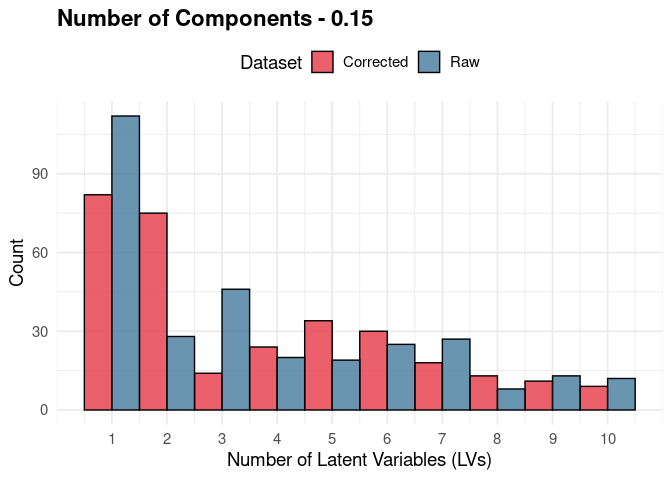 Number of Components - 0.15
Dataset Corrected Raw
Count
90
60
30
0
1 2 3 4 5 6 7 8 9 10
Number of Latent Variables (LVs)